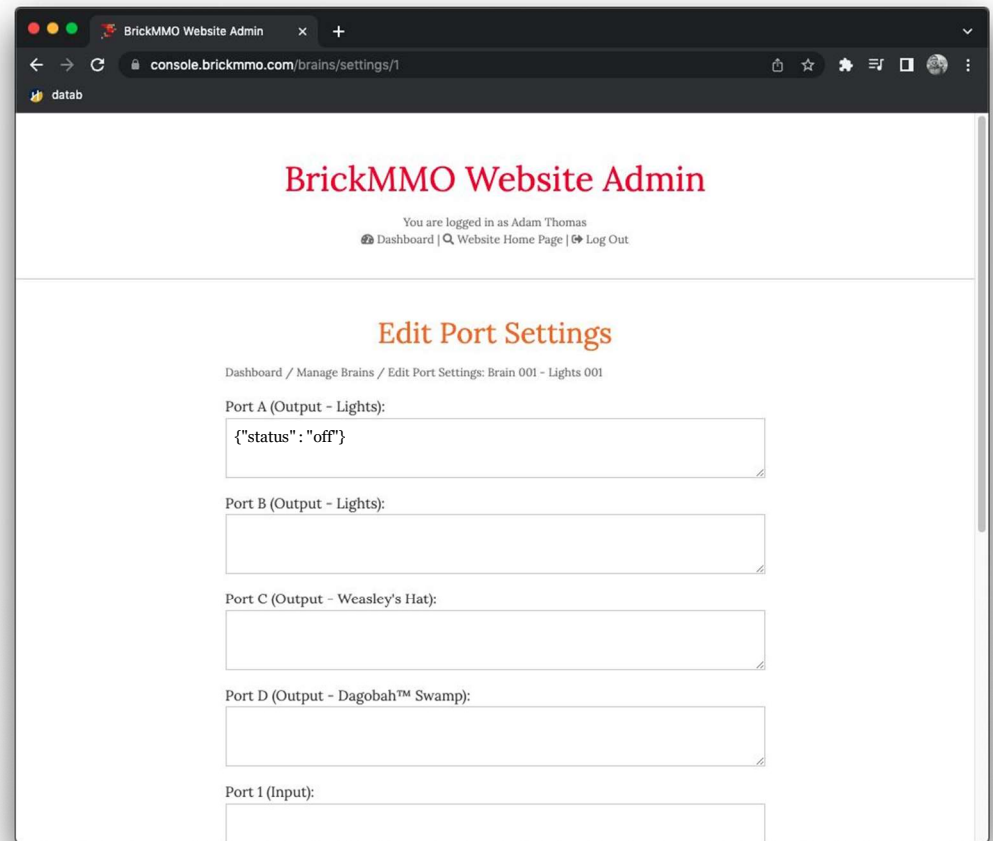 BrickMMO Website Admin
console.brickmmo.com/brains/settings/1
datab
BrickMMO Website Admin
You are logged in as Adam Thomas
Dashboard | Website Home Page | Log Out
Edit Port Settings
Dashboard / Manage Brains / Edit Port Settings: Brain 001 - Lights 001
Port A (Output - Lights):
{"status" : "off"}
Port B (Output - Lights):
Port C (Output - Weasley's Hat):
Port D (Output - Dagobah™ Swamp):
Port 1 (Input):